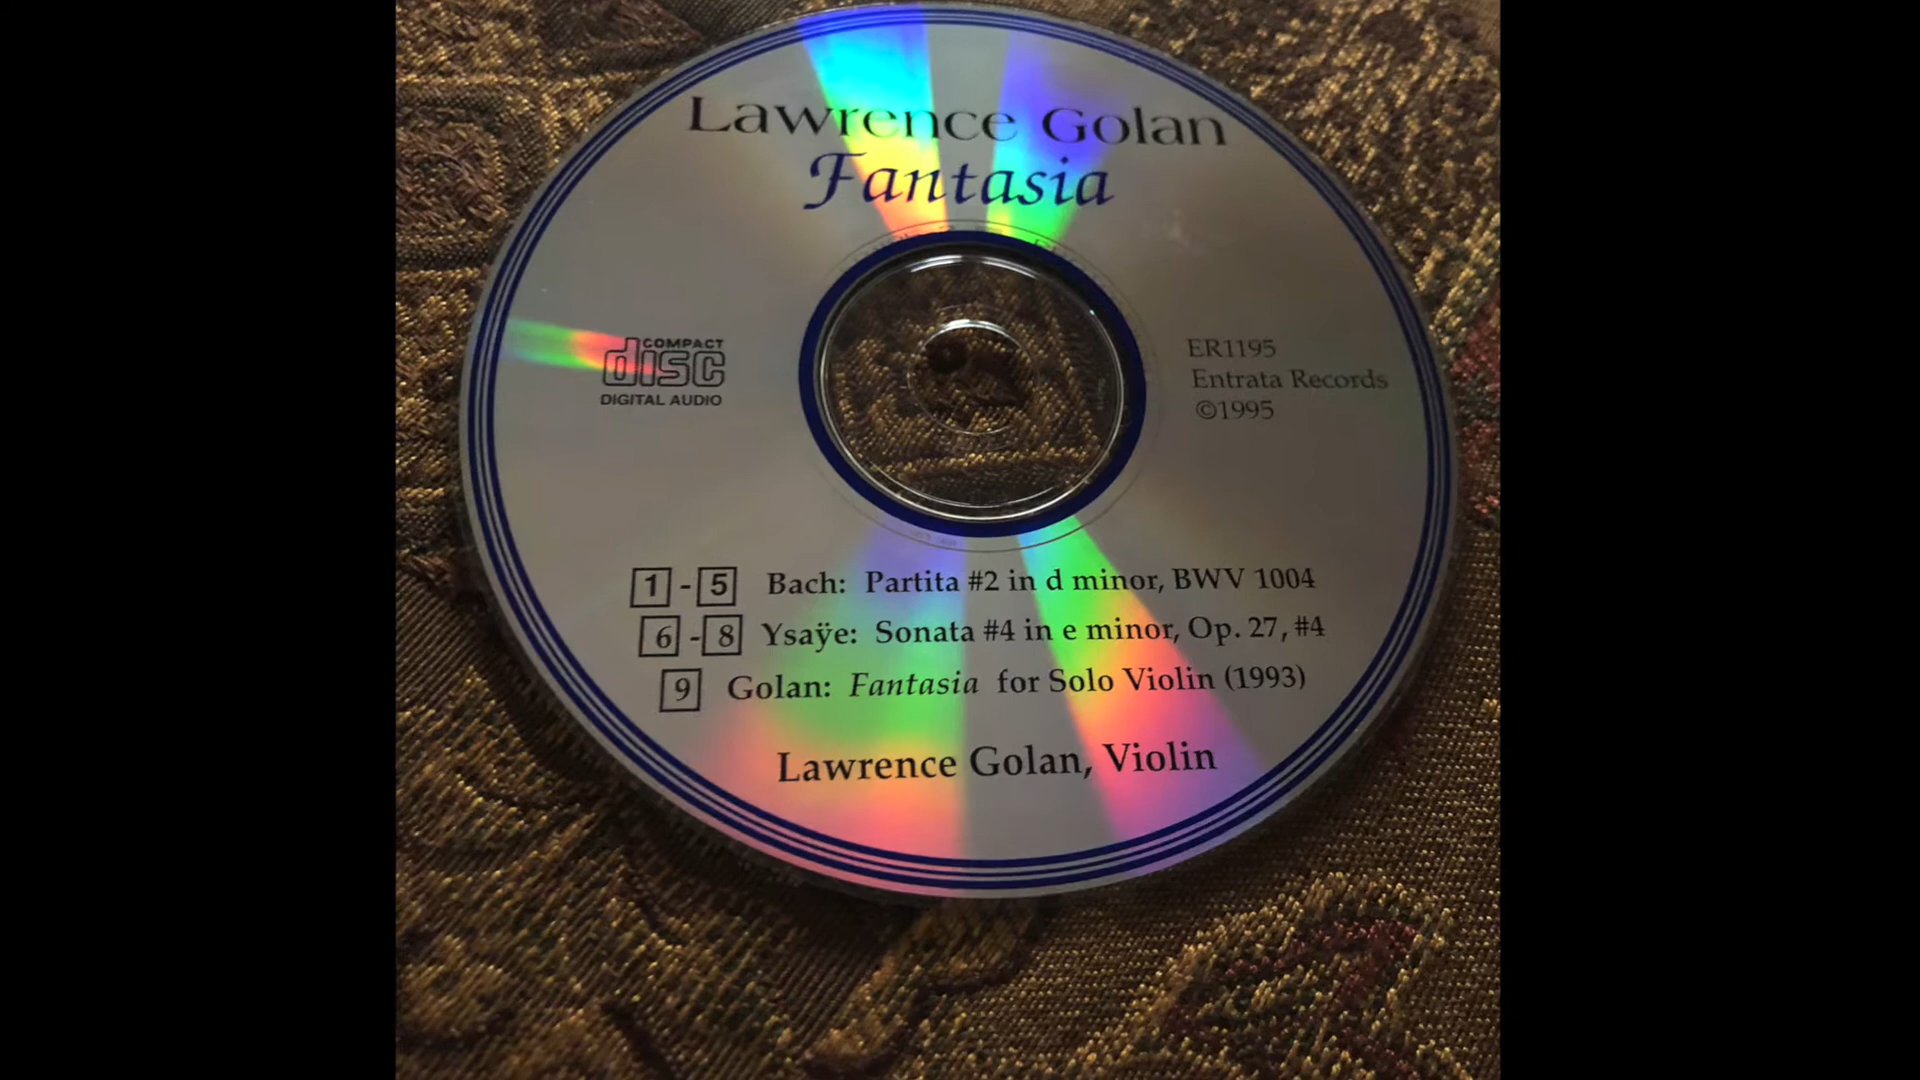 Lawrence Golan
Fantasia
COMPACT
disc
DIGITAL AUDIO
ER1195
Entrata Records
©1995
1 - 5 Bach: Partita #2 in d minor, BWV 1004
6 - 8 Ysaÿe: Sonata #4 in e minor, Op. 27, #4
9 Golan: Fantasia for Solo Violin (1993)
Lawrence Golan, Violin